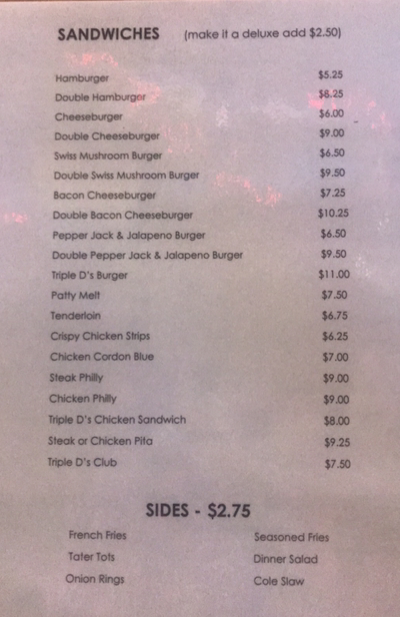 SANDWICHES (make it a deluxe add $2.50)
Hamburger $5.25
Double Hamburger $8.25
Cheeseburger $6.00
Double Cheeseburger $9.00
Swiss Mushroom Burger $6.50
Double Swiss Mushroom Burger $9.50
Bacon Cheeseburger $7.25
Double Bacon Cheeseburger $10.25
Pepper Jack & Jalapeno Burger $6.50
Double Pepper Jack & Jalapeno Burger $9.50
Triple D's Burger $11.00
Patty Melt $7.50
Tenderloin $6.75
Crispy Chicken Strips $6.25
Chicken Cordon Blue $7.00
Steak Philly $9.00
Chicken Philly $9.00
Triple D's Chicken Sandwich $8.00
Steak or Chicken Pita $9.25
Triple D's Club $7.50
SIDES - $2.75
French Fries Seasoned Fries
Tater Tots Dinner Salad
Onion Rings Cole Slaw